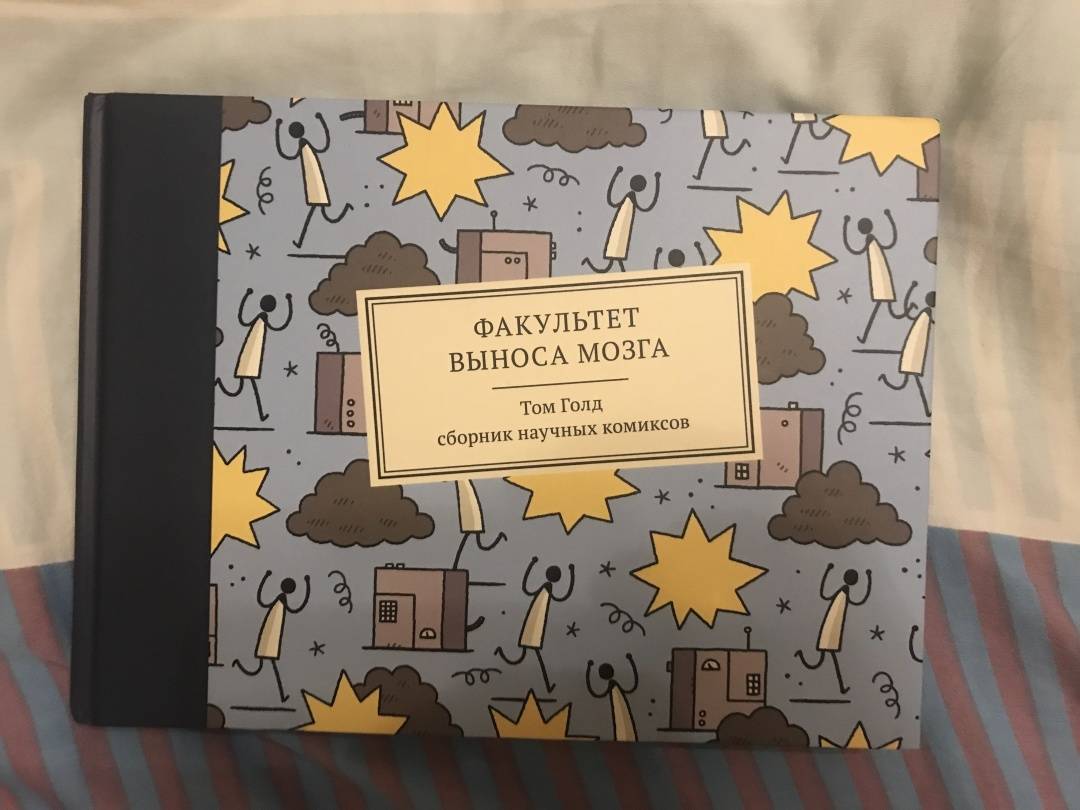 ФАКУЛЬТЕТ
ВЫНОСА МОЗГА
Том Голд
сборник научных комиксов